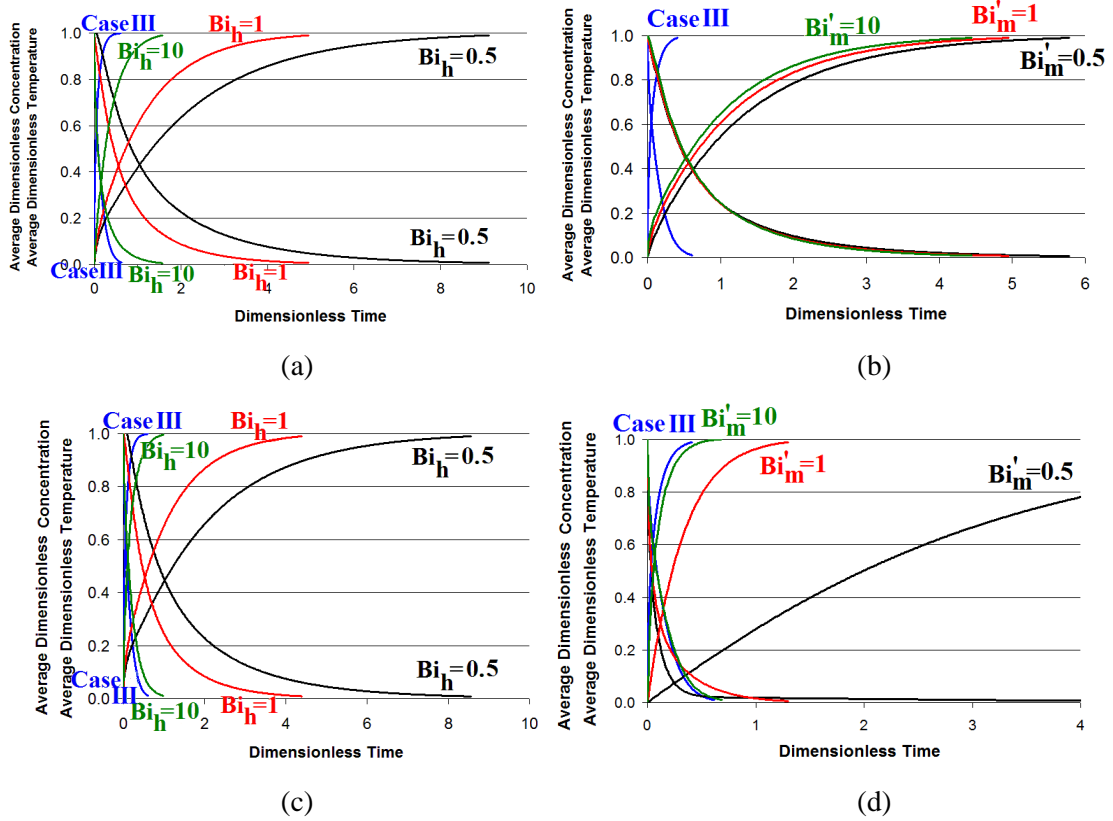 Case III
Bi_h=1
Bi_h=10
Bi_h=0.5
Average Dimensionless Concentration
Average Dimensionless Temperature
1.0
0.8
0.6
0.4
0.2
0.0
Bi_h=0.5
Case III
Bi_h=10
Bi_h=1
0 2 4 6 8 10
Dimensionless Time
(a)
Case III
Bi'_m=10
Bi'_m=1
Bi'_m=0.5
Average Dimensionless Concentration
Average Dimensionless Temperature
1.0
0.8
0.6
0.4
0.2
0.0
0 1 2 3 4 5 6
Dimensionless Time
(b)
Case III
Bi_h=1
Bi_h=10
Bi_h=0.5
Average Dimensionless Concentration
Average Dimensionless Temperature
1.0
0.8
0.6
0.4
0.2
0.0
Case
III
Bi_h=10
Bi_h=1
Bi_h=0.5
0 2 4 6 8 10
Dimensionless Time
(c)
Case III
Bi'_m=10
Bi'_m=1
Bi'_m=0.5
Average Dimensionless Concentration
Average Dimensionless Temperature
1.0
0.8
0.6
0.4
0.2
0.0
0 1 2 3 4
Dimensionless Time
(d)